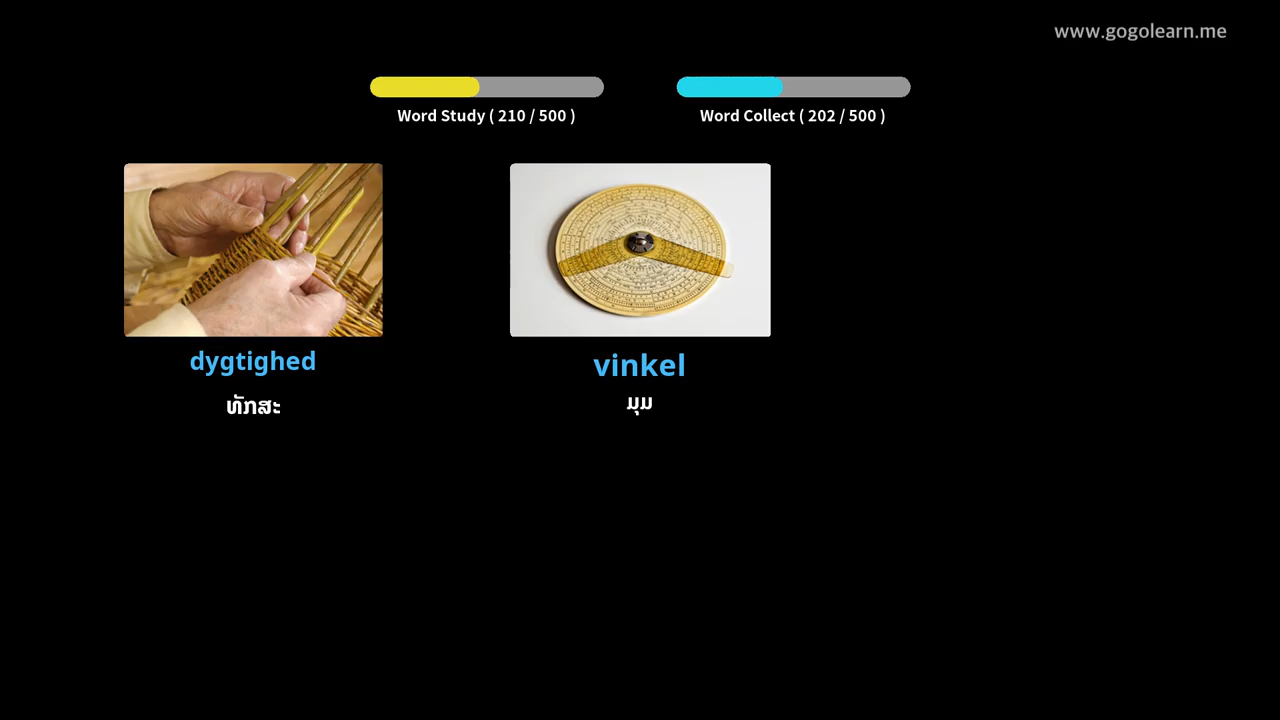 www.gogolearn.me
Word Study ( 210 / 500 )
Word Collect ( 202 / 500 )
dygtighed
ທັກສະ
vinkel
ມຸມ